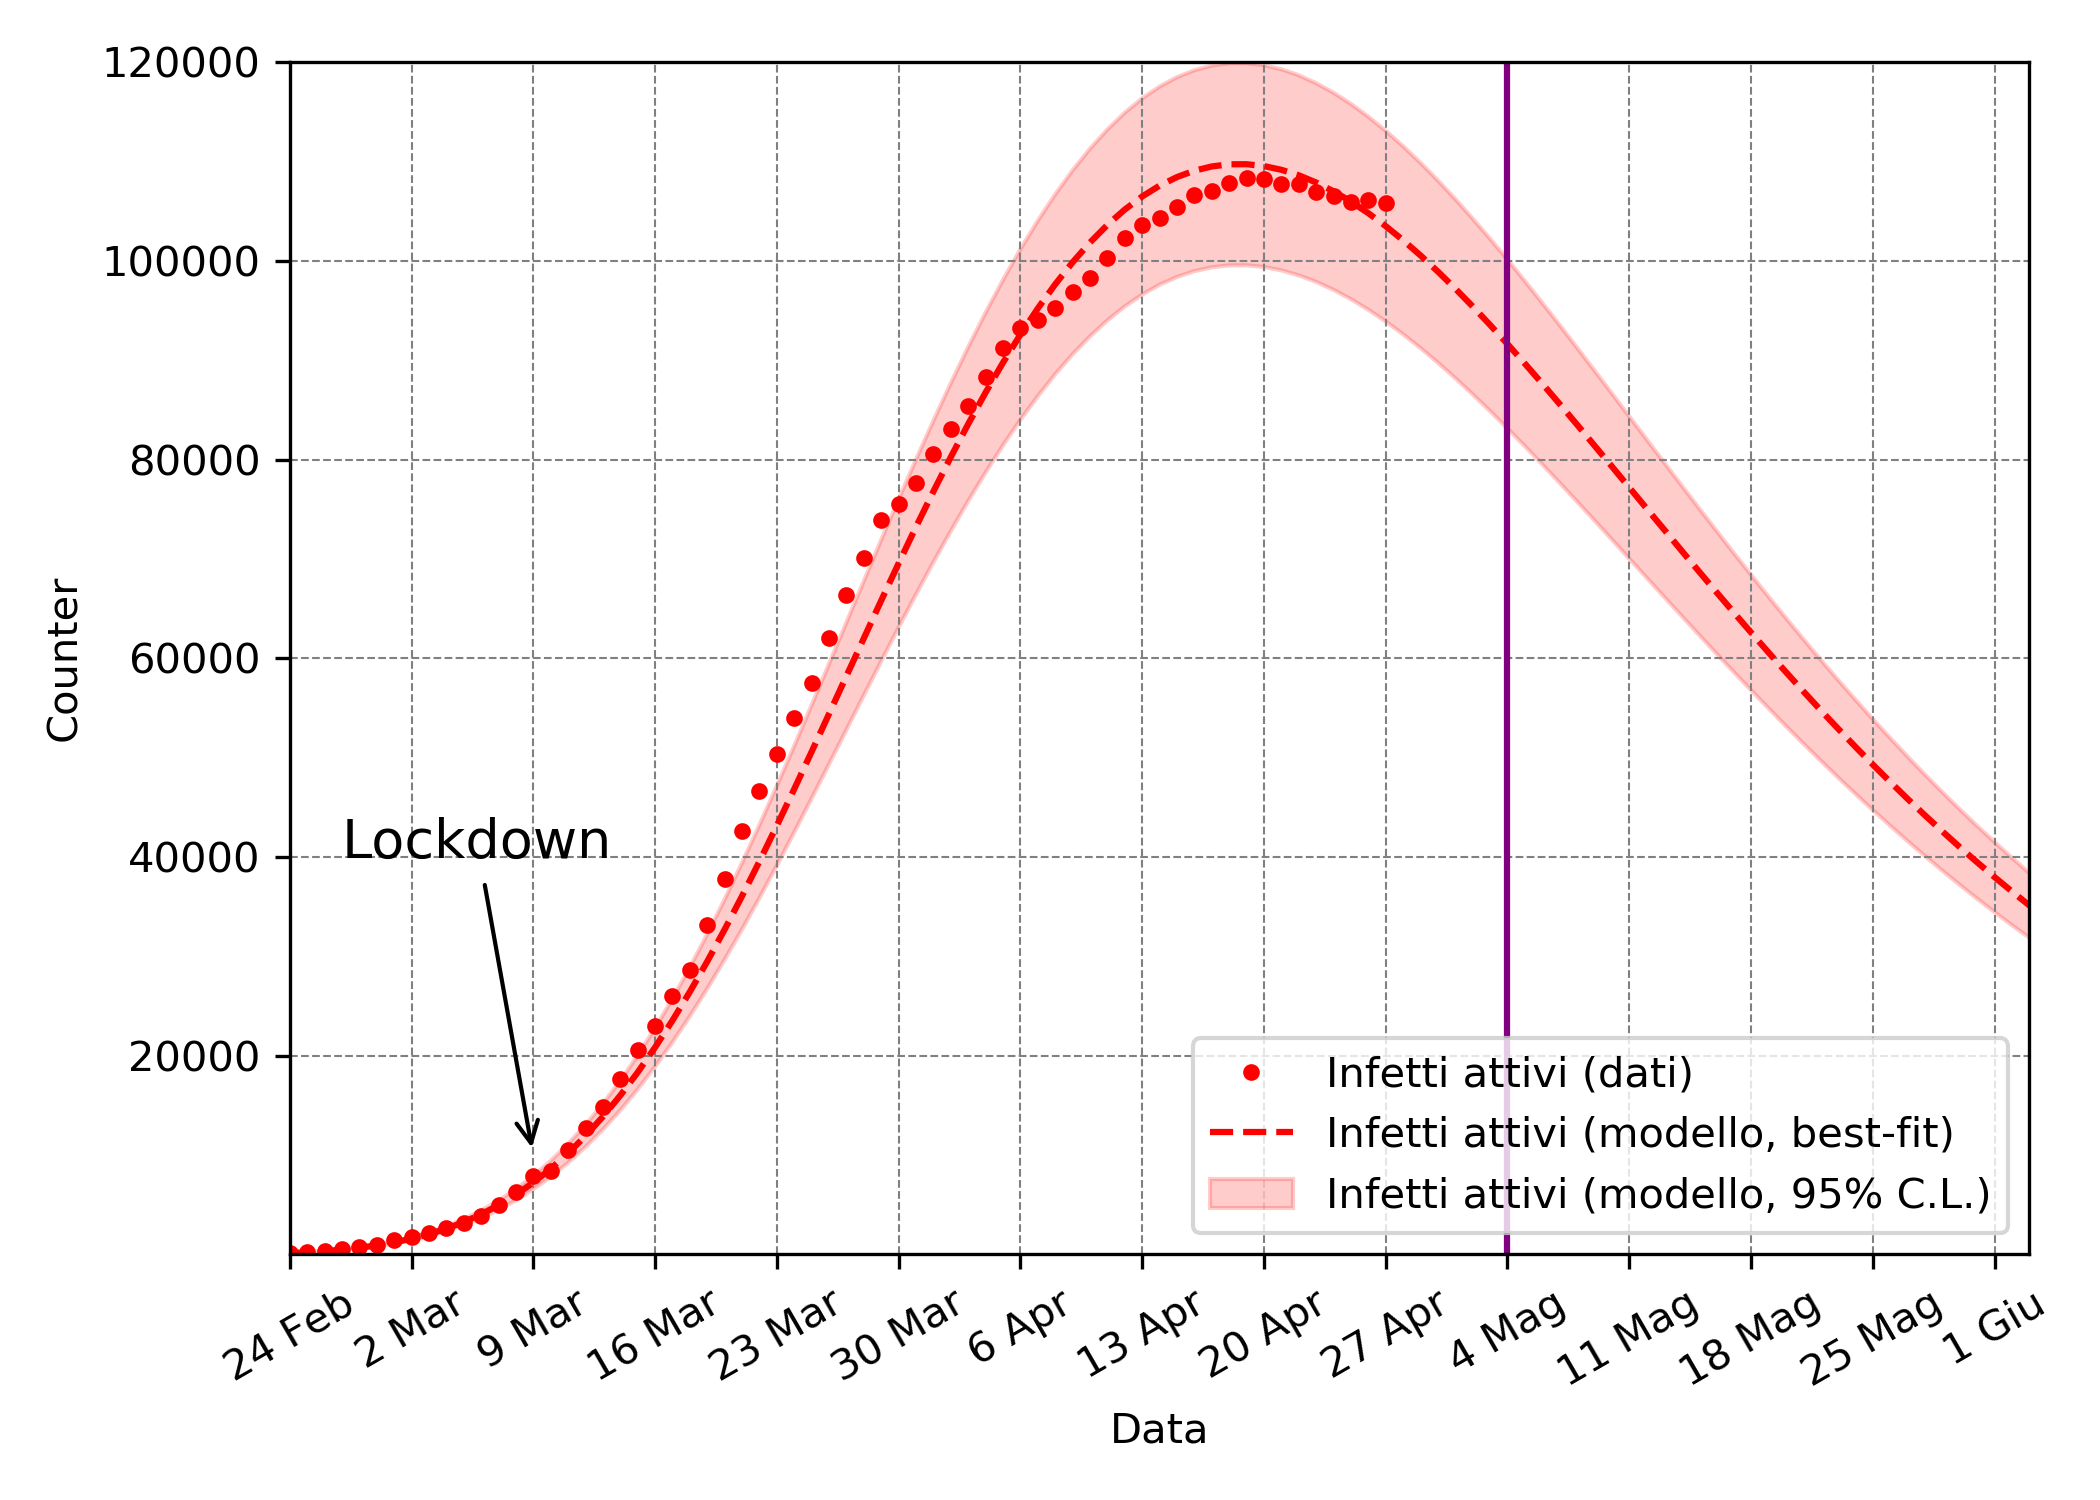 120000
100000
80000
60000
40000
20000
Counter
Lockdown
Infetti attivi (dati)
Infetti attivi (modello, best-fit)
Infetti attivi (modello, 95% C.L.)
24 Feb
2 Mar
9 Mar
16 Mar
23 Mar
30 Mar
6 Apr
13 Apr
20 Apr
27 Apr
4 Mag
11 Mag
18 Mag
25 Mag
1 Giu
Data